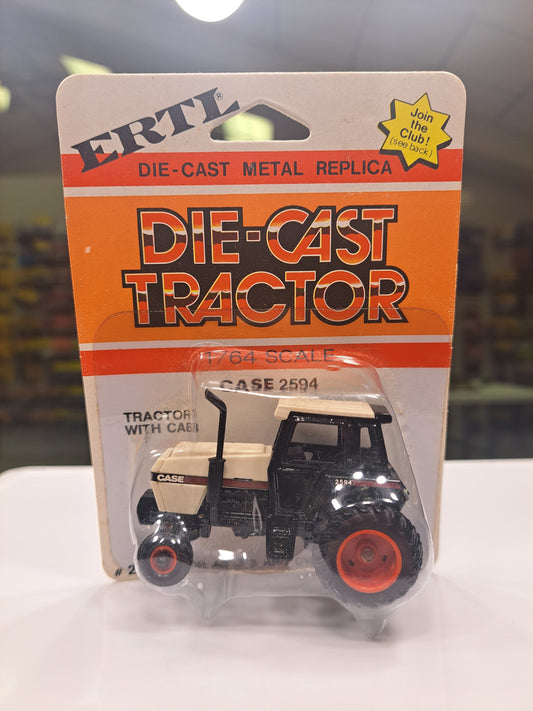 ERTL®
Join
the
Club!
(see back)
DIE-CAST METAL REPLICA
DIE-CAST
TRACTOR
1/64 SCALE
CASE 2594
TRACTOR
WITH CAB
CASE
2594
# 2